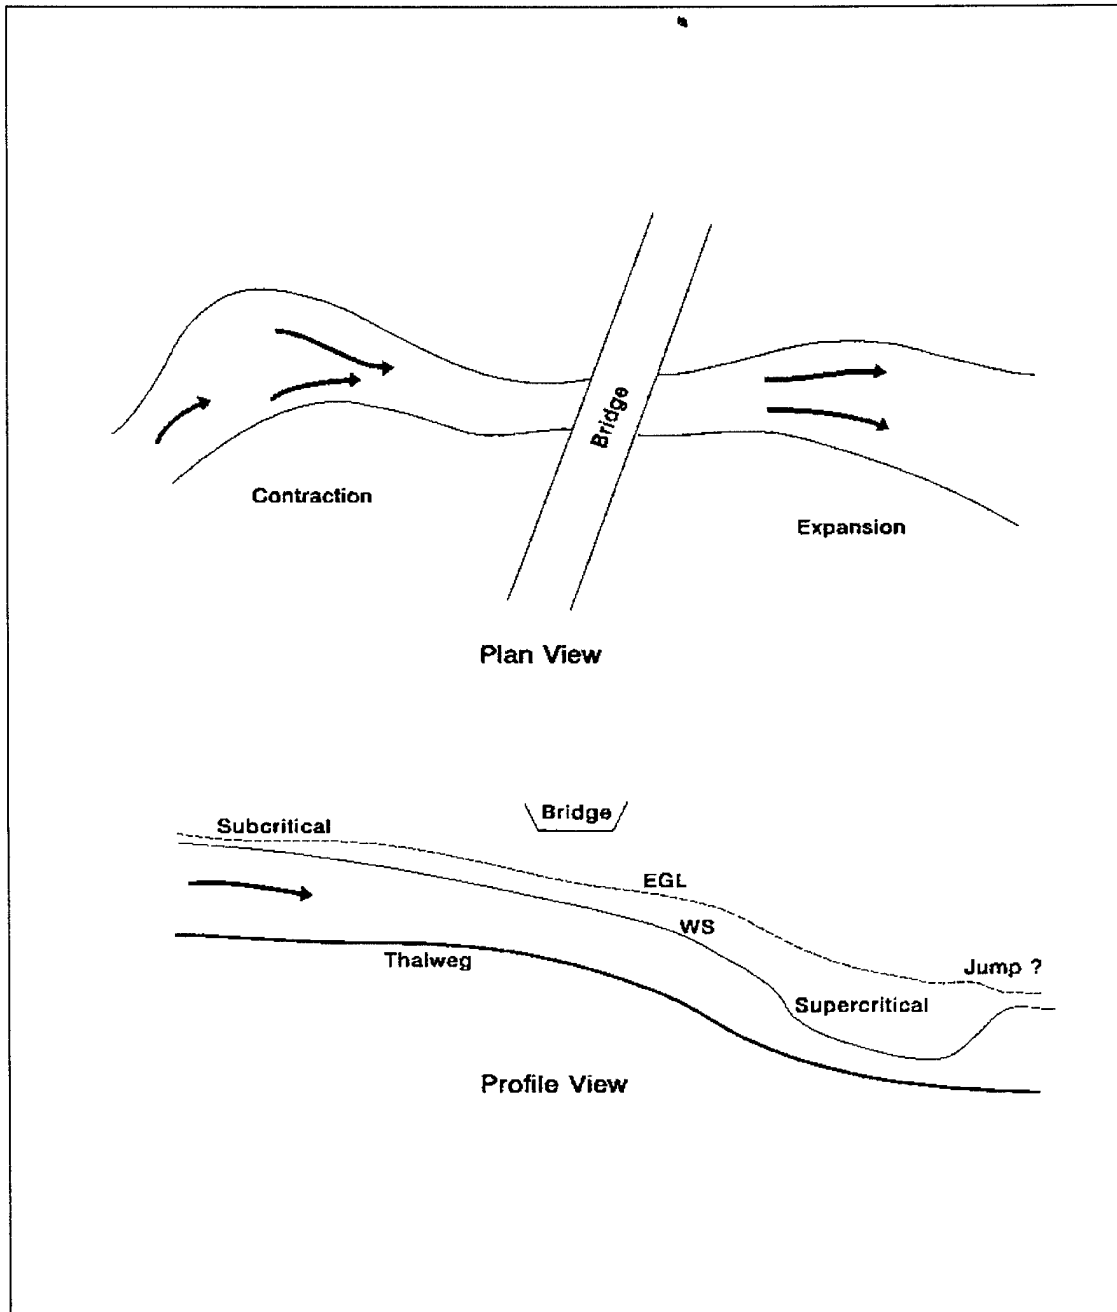 Bridge
Contraction
Expansion
Plan View
Bridge
Subcritical
EGL
WS
Thalweg
Jump ?
Supercritical
Profile View